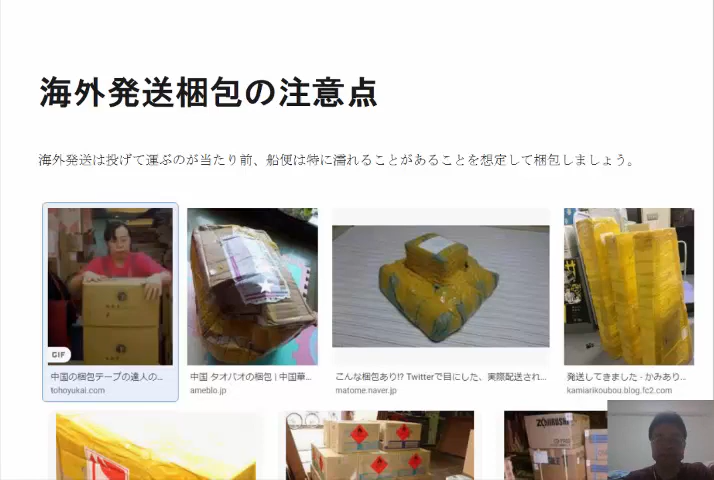 海外発送梱包の注意点
海外発送は投げて運ぶのが当たり前、船便は特に濡れることがあることを想定して梱包しましょう。
GIF
中国の梱包テープの達人の...
tohoyukai.com
中国 タオバオの梱包 | 中国華...
ameblo.jp
こんな梱包あり!? Twitterで目にした、実際配送され...
matome.naver.jp
発送してきました - かみあり...
kamiarikoubou.blog.fc2.com
ZOJIRUSHI